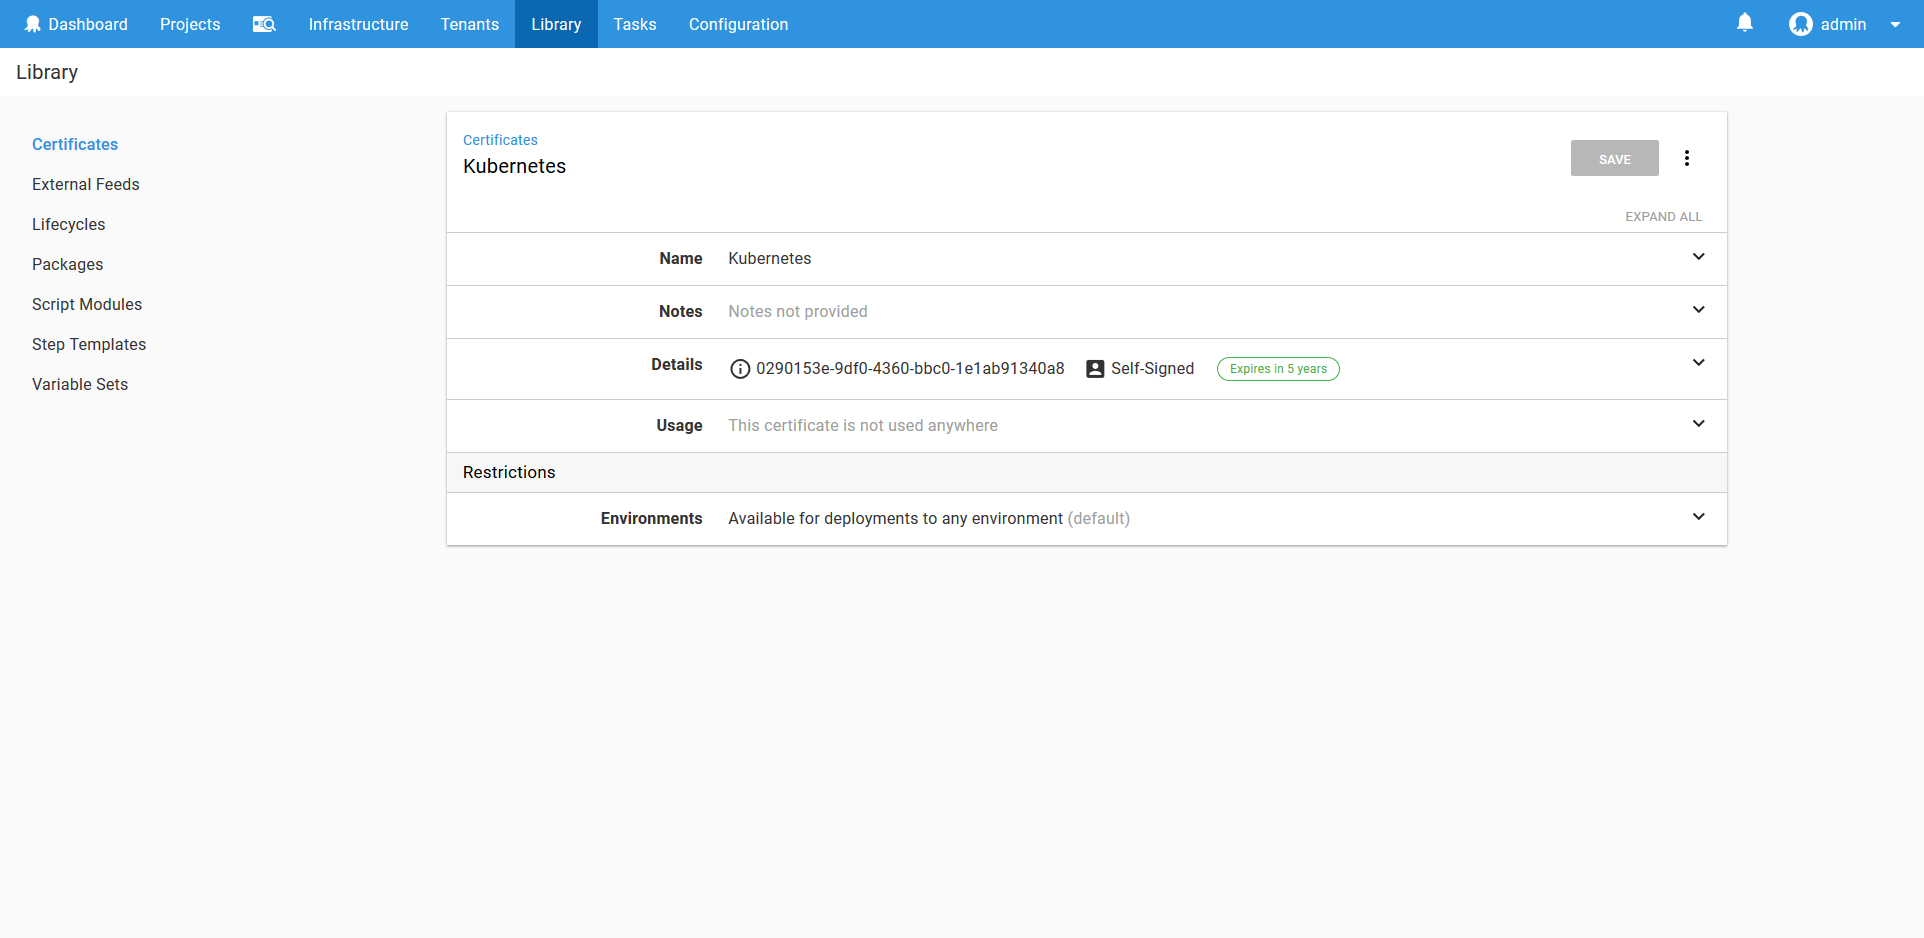 Dashboard Projects Infrastructure Tenants Library Tasks Configuration admin
Library
Certificates
External Feeds
Lifecycles
Packages
Script Modules
Step Templates
Variable Sets
Certificates
Kubernetes
SAVE
EXPAND ALL
Name Kubernetes
Notes Notes not provided
Details 0290153e-9df0-4360-bbc0-1e1ab91340a8 Self-Signed Expires in 5 years
Usage This certificate is not used anywhere
Restrictions
Environments Available for deployments to any environment (default)